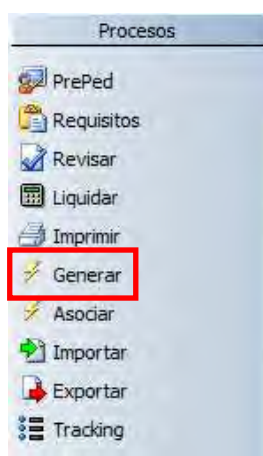 Procesos
PrePed
Requisitos
Revisar
Liquidar
Imprimir
Generar
Asociar
Importar
Exportar
Tracking